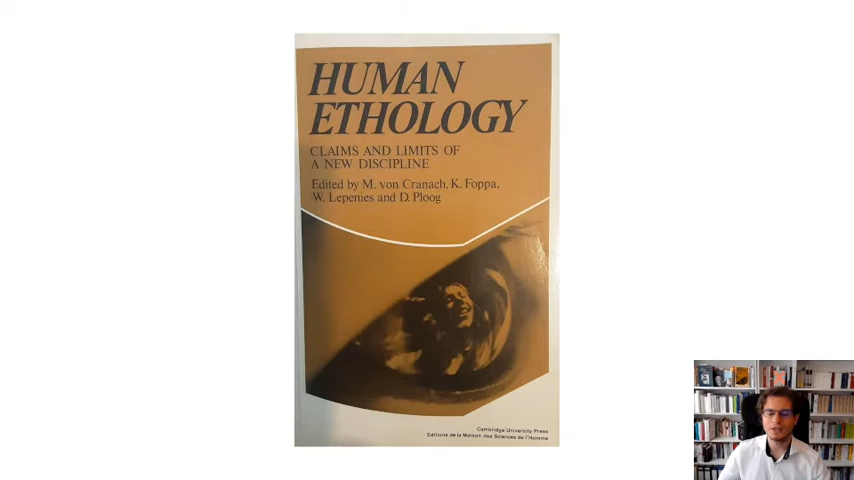 HUMAN
ETHOLOGY
CLAIMS AND LIMITS OF
A NEW DISCIPLINE
Edited by M. von Cranach, K. Foppa,
W. Lepenies and D. Ploog
Cambridge University Press
Editions de la Maison des Sciences de l'Homme